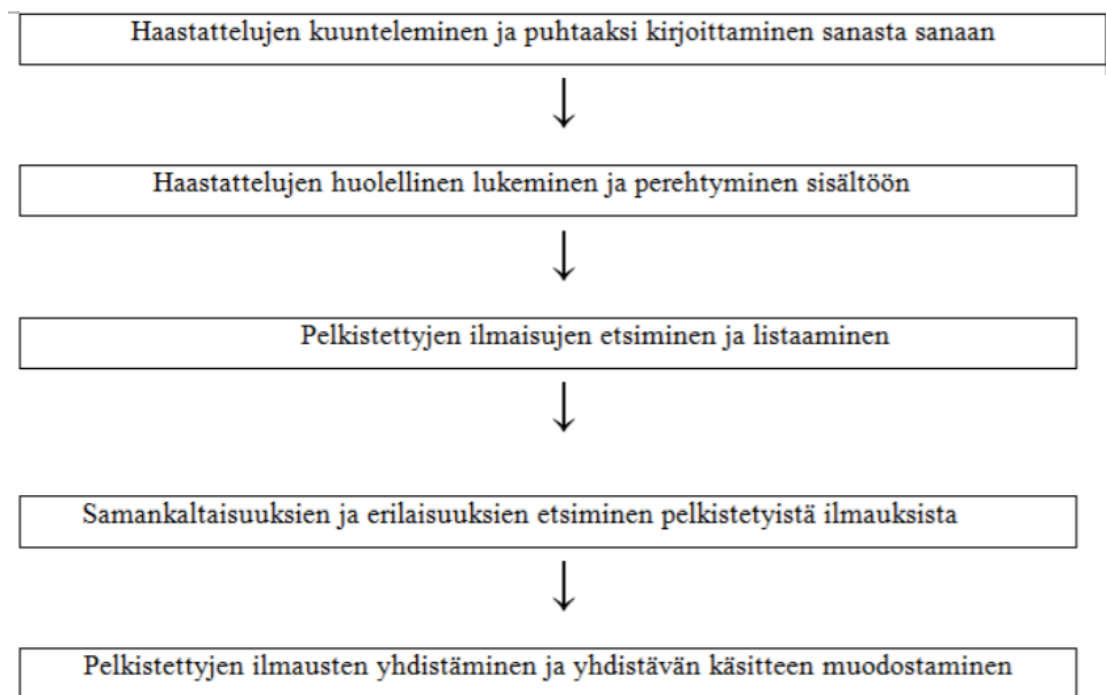 Haastattelujen kuunteleminen ja puhtaaksi kirjoittaminen sanasta sanaan
Haastattelujen huolellinen lukeminen ja perehtyminen sisältöön
Pelkistettyjen ilmaisujen etsiminen ja listaaminen
Samankaltaisuuksien ja erilaisuuksien etsiminen pelkistetyistä ilmauksista
Pelkistettyjen ilmausten yhdistäminen ja yhdistävän käsitteen muodostaminen